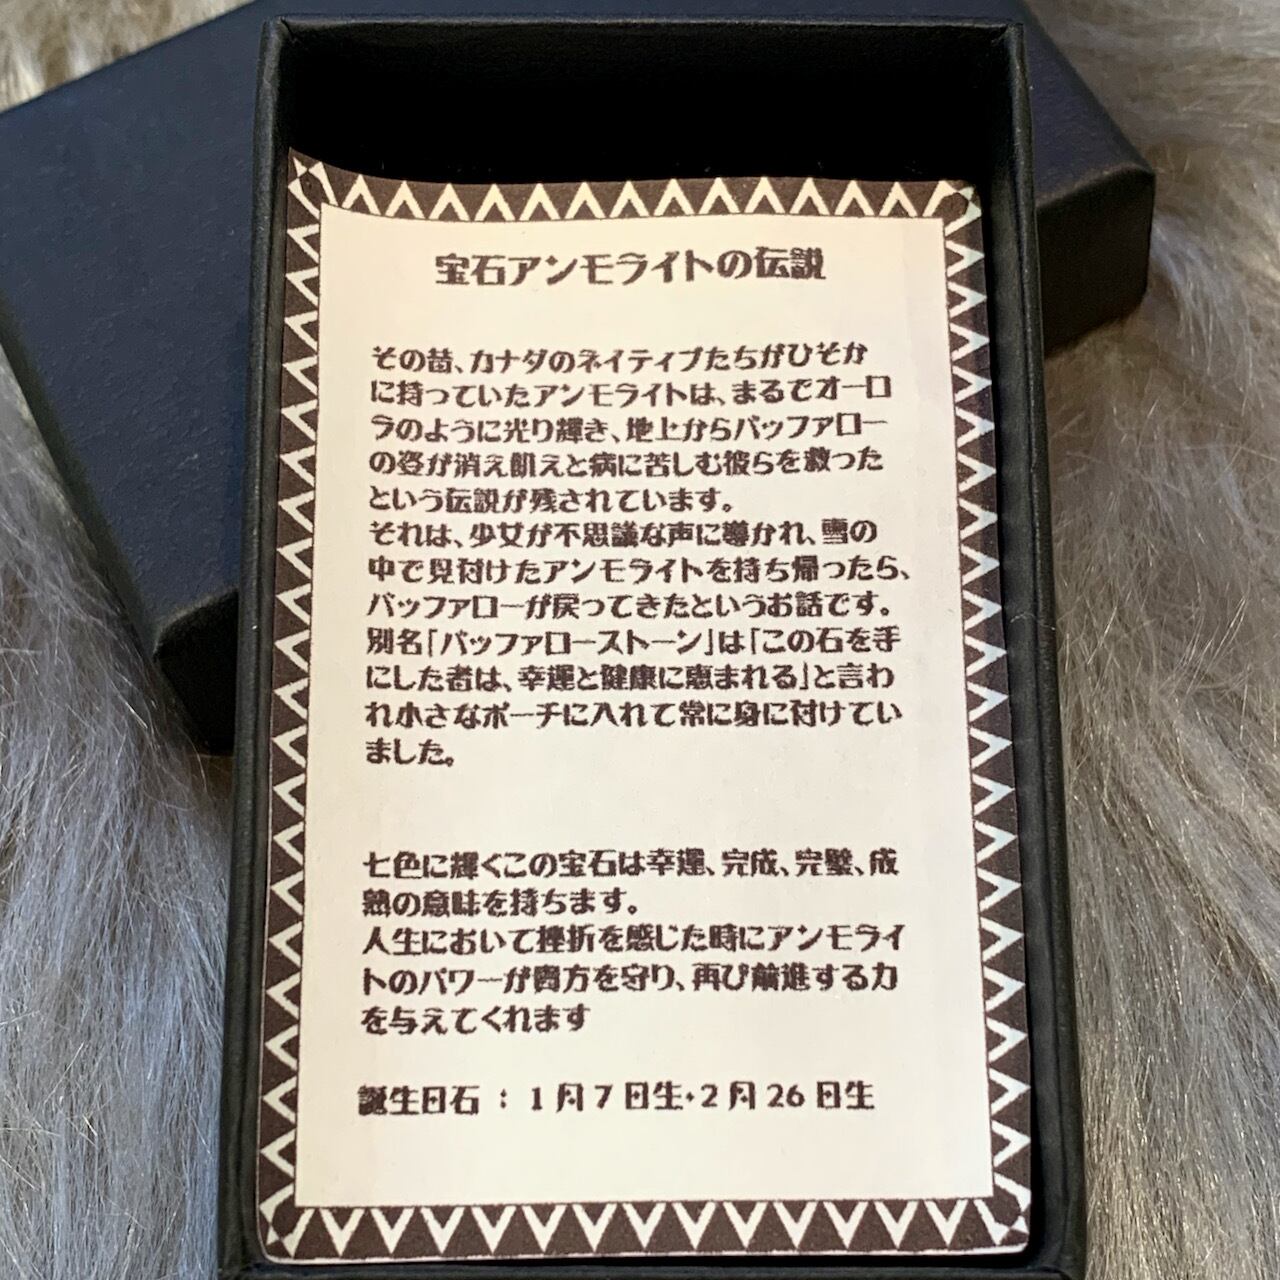 宝石アンモライトの伝説
その昔、カナダのネイティブたちがひそか
に持っていたアンモライトは、まるでオーロ
ラのように光り輝き、地上からバッファロー
の姿が消え飢えと病に苦しむ彼らを救った
という伝説が残されています。
それは、少女が不思議な声に導かれ、雪の
中で見付けたアンモライトを持ち帰ったら、
バッファローが戻ってきたというお話です。
別名「バッファローストーン」は「この石を手
にした者は、幸運と健康に恵まれる」と言わ
れ小さなポーチに入れて常に身に付けてい
ました。
七色に輝くこの宝石は幸運、完成、完璧、成
熟の意味を持ちます。
人生において挫折を感じた時にアンモライ
トのパワーが貴方を守り、再び前進する力
を与えてくれます
誕生日石：1月7日生・2月26日生